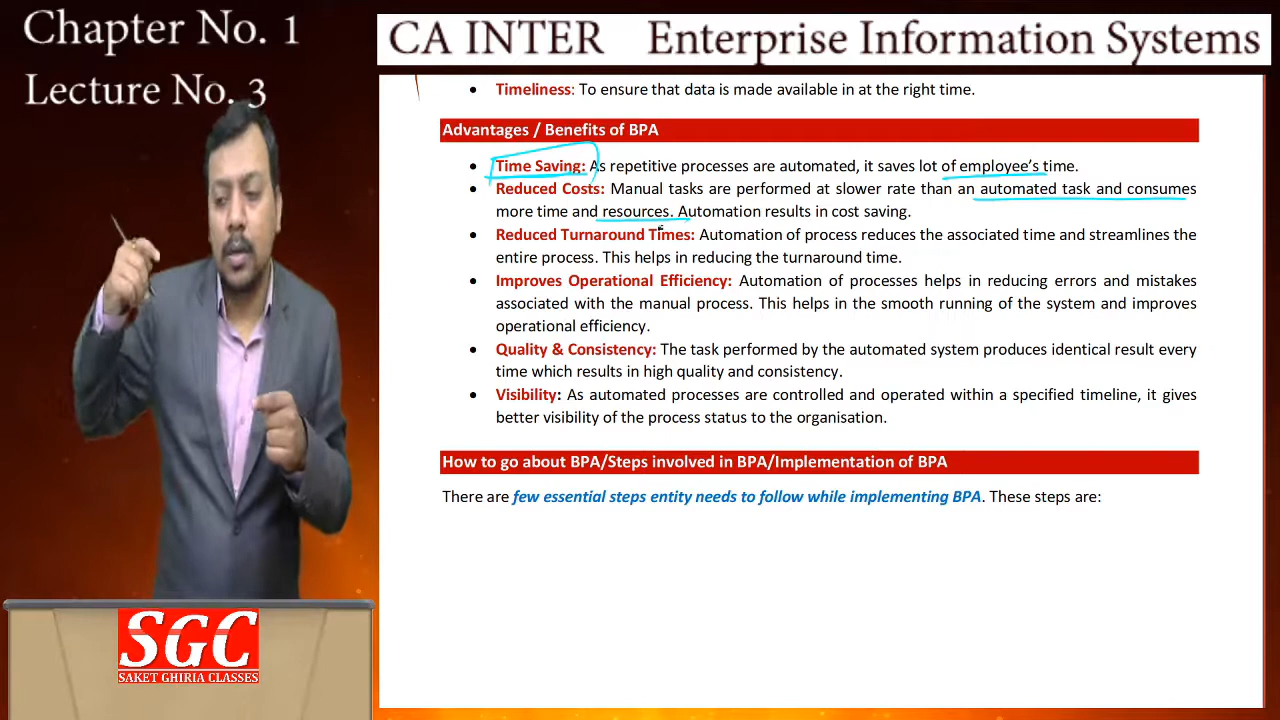 Chapter No. 1
Lecture No. 3
CA INTER Enterprise Information Systems
• Timeliness: To ensure that data is made available in at the right time.
Advantages / Benefits of BPA
• Time Saving: As repetitive processes are automated, it saves lot of employee's time.
• Reduced Costs: Manual tasks are performed at slower rate than an automated task and consumes
more time and resources. Automation results in cost saving.
• Reduced Turnaround Times: Automation of process reduces the associated time and streamlines the
entire process. This helps in reducing the turnaround time.
• Improves Operational Efficiency: Automation of processes helps in reducing errors and mistakes
associated with the manual process. This helps in the smooth running of the system and improves
operational efficiency.
• Quality & Consistency: The task performed by the automated system produces identical result every
time which results in high quality and consistency.
• Visibility: As automated processes are controlled and operated within a specified timeline, it gives
better visibility of the process status to the organisation.
How to go about BPA/Steps involved in BPA/Implementation of BPA
There are few essential steps entity needs to follow while implementing BPA. These steps are:
SGC
SAKET GHIRIA CLASSES